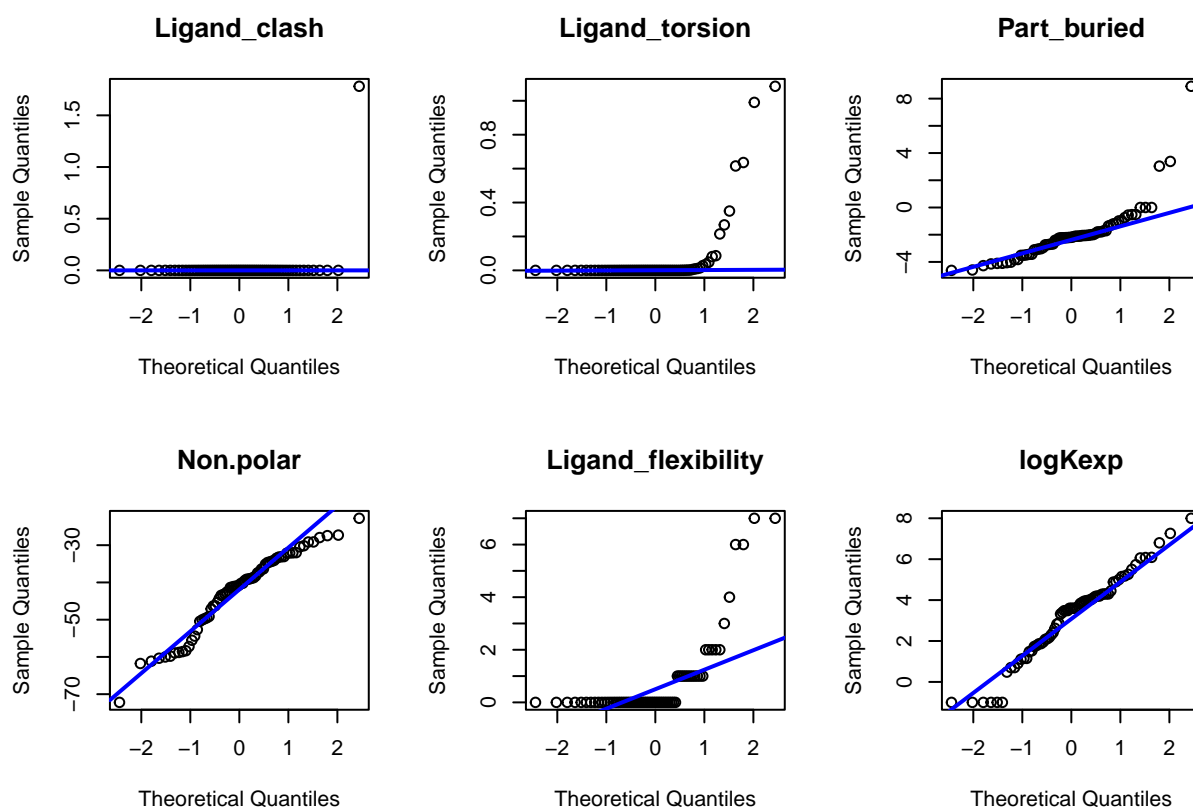 Ligand_clash
Sample Quantiles
0.0 0.5 1.0 1.5
−2 −1 0 1 2
Theoretical Quantiles
Ligand_torsion
Sample Quantiles
0.0 0.4 0.8
−2 −1 0 1 2
Theoretical Quantiles
Part_buried
Sample Quantiles
−4 0 4 8
−2 −1 0 1 2
Theoretical Quantiles
Non.polar
Sample Quantiles
−70 −50 −30
−2 −1 0 1 2
Theoretical Quantiles
Ligand_flexibility
Sample Quantiles
0 2 4 6
−2 −1 0 1 2
Theoretical Quantiles
logKexp
Sample Quantiles
0 2 4 6 8
−2 −1 0 1 2
Theoretical Quantiles